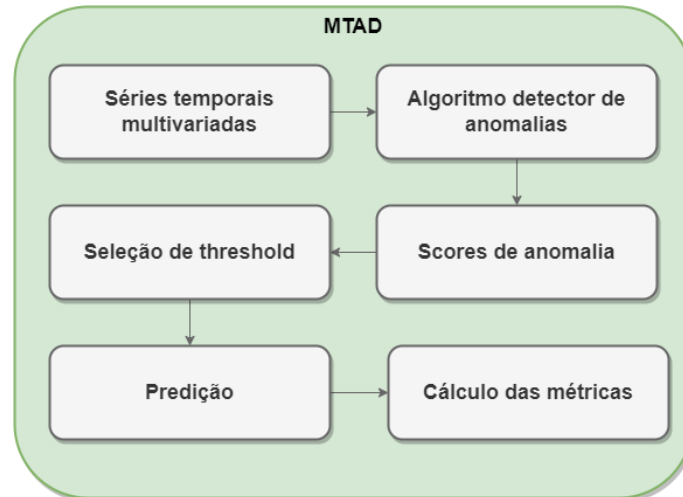 MTAD
Séries temporais
multivariadas
Algoritmo detector de
anomalias
Scores de anomalia
Seleção de threshold
Predição
Cálculo das métricas